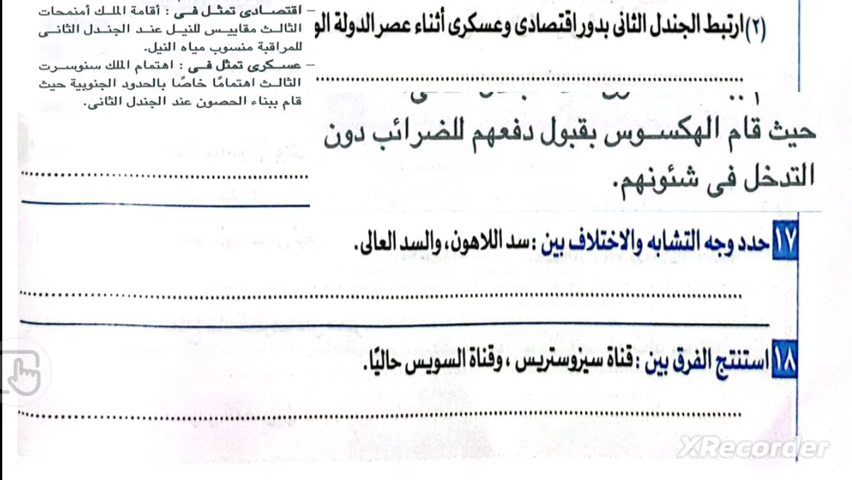 (٢) ارتبط الجندل الثانى بدور اقتصادى وعسكرى أثناء عصر الدولة الو
– اقتصادى تمثل فى : أقامة الملك أمنمحات
الثالث مقاييس للنيل عند الجندل الثانى
للمراقبة منسوب مياه النيل.
– عسكرى تمثل فى : اهتمام الملك سنوسرت
الثالث اهتمامًا خاصًا بالحدود الجنوبية حيث
قام ببناء الحصون عند الجندل الثانى.
حيث قام الهكسوس بقبول دفعهم للضرائب دون
التدخل فى شئونهم.
١٧ حدد وجه التشابه والاختلاف بين : سد اللاهون، والسد العالى.
١٨ استنتج الفرق بين : قناة سيزوستريس ، وقناة السويس حاليًا.
XRecorder